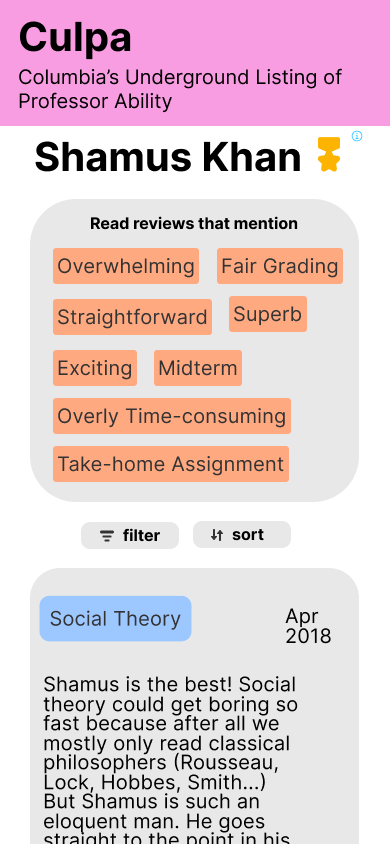 Culpa
Columbia’s Underground Listing of
Professor Ability
Shamus Khan
Read reviews that mention
Overwhelming Fair Grading
Straightforward Superb
Exciting Midterm
Overly Time-consuming
Take-home Assignment
filter sort
Social Theory
Apr
2018
Shamus is the best! Social
theory could get boring so
fast because after all we
mostly only read classical
philosophers (Rousseau,
Lock, Hobbes, Smith...)
But Shamus is such an
eloquent man. He goes
straight to the point in his